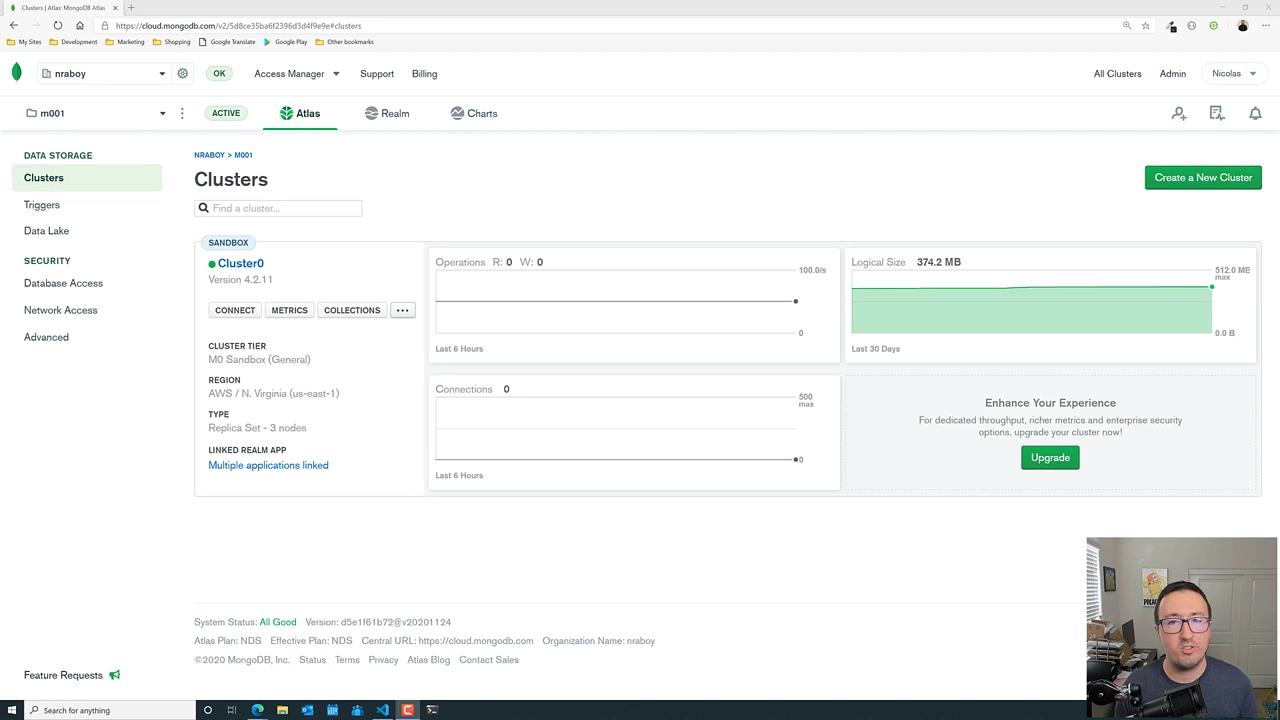 Clusters | Atlas: MongoDB Atlas
https://cloud.mongodb.com/v2/5d8ce35ba6f2396d3d4f9e9e#clusters
My Sites Development Marketing Shopping Google Translate Google Play Other bookmarks
nraboy OK Access Manager Support Billing All Clusters Admin Nicolas
m001 ACTIVE Atlas Realm Charts
DATA STORAGE
Clusters
Triggers
Data Lake
SECURITY
Database Access
Network Access
Advanced
Feature Requests
NRABOY > M001
Clusters
Create a New Cluster
Find a cluster...
SANDBOX
Cluster0
Version 4.2.11
CONNECT METRICS COLLECTIONS ...
CLUSTER TIER
M0 Sandbox (General)
REGION
AWS / N. Virginia (us-east-1)
TYPE
Replica Set - 3 nodes
LINKED REALM APP
Multiple applications linked
Operations R: 0 W: 0
100.0/s
0
Last 6 Hours
Logical Size 374.2 MB
512.0 MB
max
0.0 B
Last 30 Days
Connections 0
500
max
0
Last 6 Hours
Enhance Your Experience
For dedicated throughput, richer metrics and enterprise security
options, upgrade your cluster now!
Upgrade
System Status: All Good Version: d5e1f61b72@v20201124
Atlas Plan: NDS Effective Plan: NDS Central URL: https://cloud.mongodb.com Organization Name: nraboy
©2020 MongoDB, Inc. Status Terms Privacy Atlas Blog Contact Sales
Search for anything